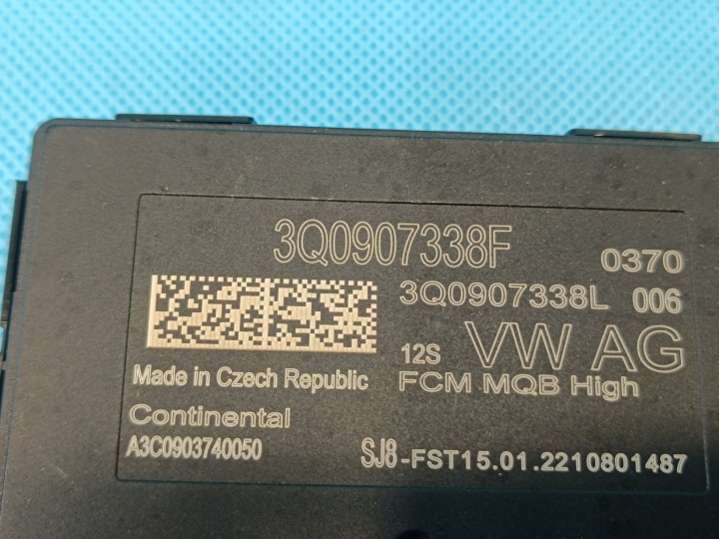 3Q0907338F 0370
3Q0907338L 006
12S VW AG
Made in Czech Republic FCM MQB High
Continental
A3C0903740050 SJ8-FST15.01.2210801487